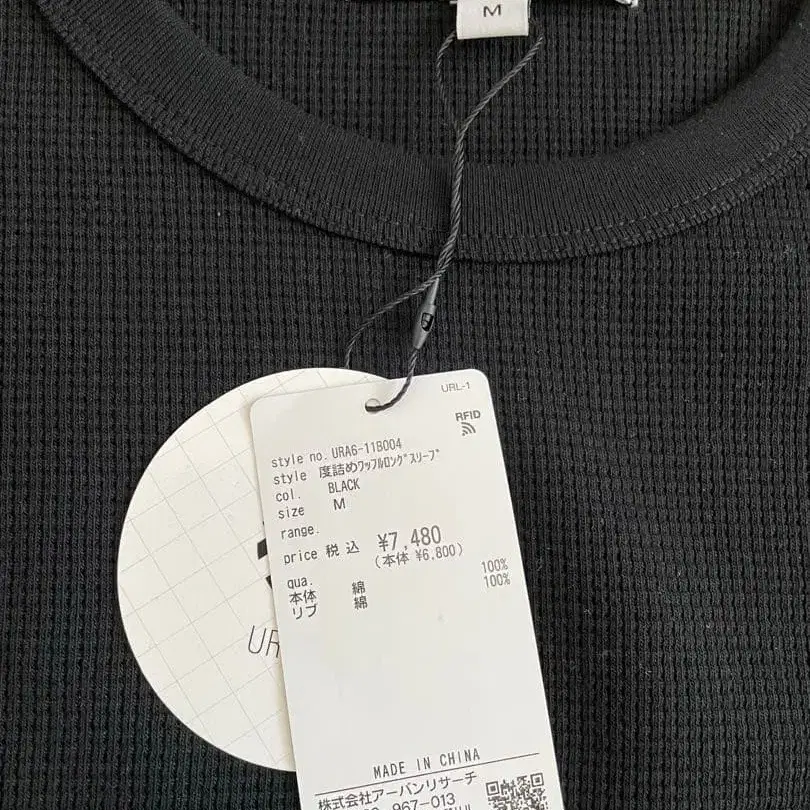 M
URL-1
RFID
style no. URA6-11B004
style 度詰めワッフルロングスリーブ
col. BLACK
size M
range.
price 税込 ¥7,480
(本体 ¥6,800)
qua.
本体 綿 100%
リブ 綿 100%
MADE IN CHINA
株式会社アーバンリサーチ
967-013
UR